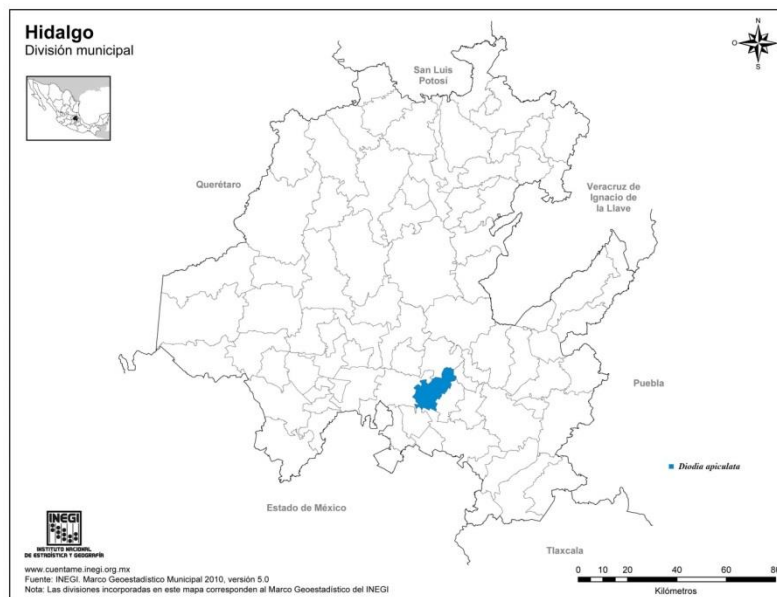 Hidalgo
División municipal
N
O
E
S
San Luis
Potosí
Querétaro
Veracruz de
Ignacio de
la Llave
Puebla
Diodia apiculata
Estado de México
Tlaxcala
INEGI
INSTITUTO NACIONAL
DE ESTADÍSTICA Y GEOGRAFÍA
www.cuentame.inegi.org.mx
Fuente: INEGI. Marco Geoestadístico Municipal 2010, versión 5.0
Nota: Las divisiones incorporadas en este mapa corresponden al Marco Geoestadístico del INEGI
0 10 20 40 60 80
Kilómetros